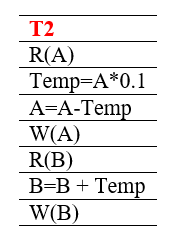 T2
R(A)
Temp=A*0.1
A=A-Temp
W(A)
R(B)
B=B + Temp
W(B)